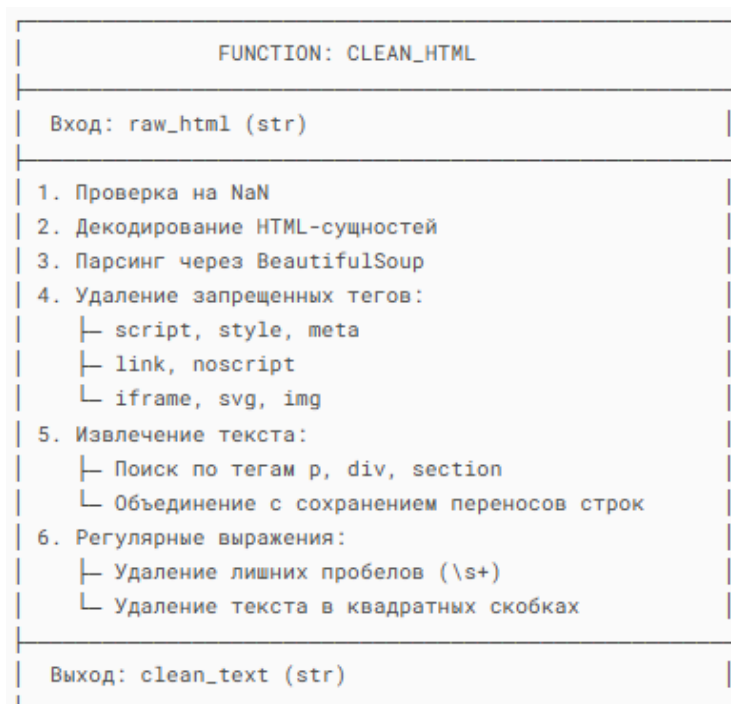 FUNCTION: CLEAN_HTML
Вход: raw_html (str)
1. Проверка на NaN
2. Декодирование HTML-сущностей
3. Парсинг через BeautifulSoup
4. Удаление запрещенных тегов:
├─ script, style, meta
├─ link, noscript
└─ iframe, svg, img
5. Извлечение текста:
├─ Поиск по тегам p, div, section
└─ Объединение с сохранением переносов строк
6. Регулярные выражения:
├─ Удаление лишних пробелов (\s+)
└─ Удаление текста в квадратных скобках
Выход: clean_text (str)